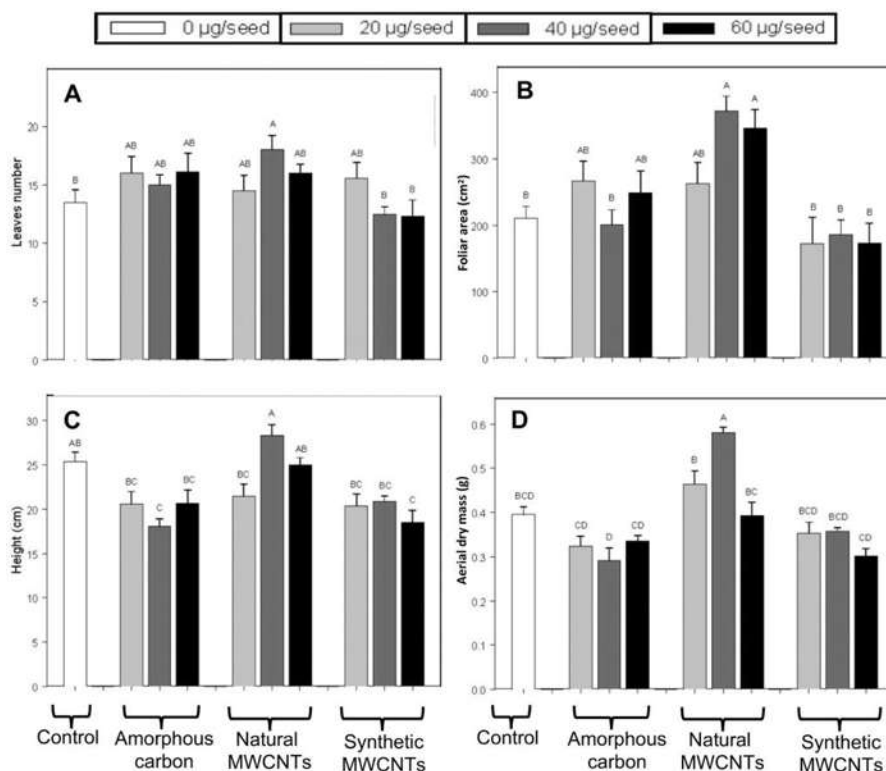 0 µg/seed 20 µg/seed 40 µg/seed 60 µg/seed
A
Leaves number
20
15
10
5
0
B
AB
AB
AB
AB
A
AB
AB
B
B
B
Foliar area (cm²)
400
300
200
100
0
B
AB
B
AB
AB
A
A
B
B
B
C
Height (cm)
30
25
20
15
10
5
0
AB
BC
C
BC
BC
A
AB
BC
BC
C
D
Aerial dry mass (g)
0.6
0.5
0.4
0.3
0.2
0.1
0.0
BCD
CD
D
CD
B
A
BC
BCD
BCD
CD
Control
Amorphous
carbon
Natural
MWCNTs
Synthetic
MWCNTs
Control
Amorphous
carbon
Natural
MWCNTs
Synthetic
MWCNTs